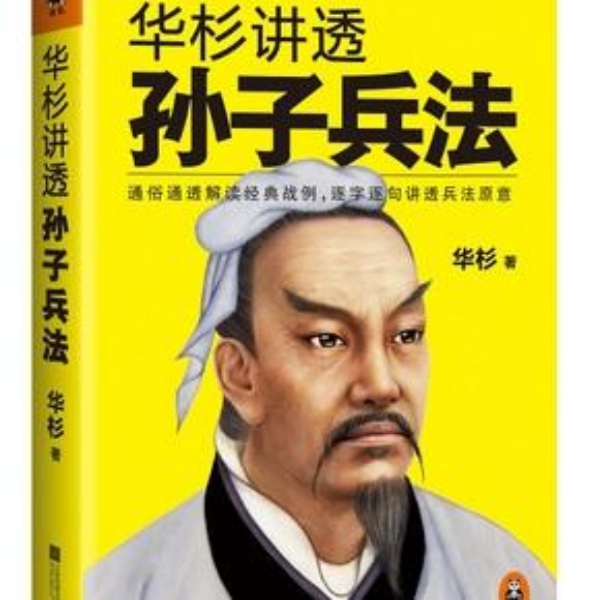 华杉讲透
孙子兵法
通俗通透解读经典战例，逐字逐句讲透兵法原意
华杉 著
华杉讲透 孙子兵法
华杉 著